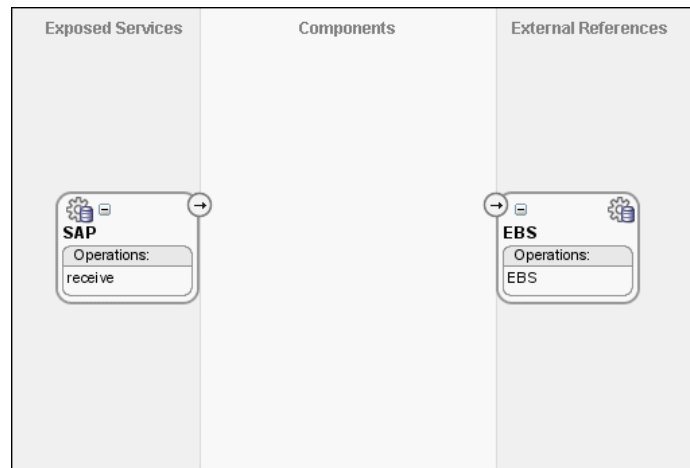 Exposed Services
Components
External References
SAP
Operations:
receive
EBS
Operations:
EBS